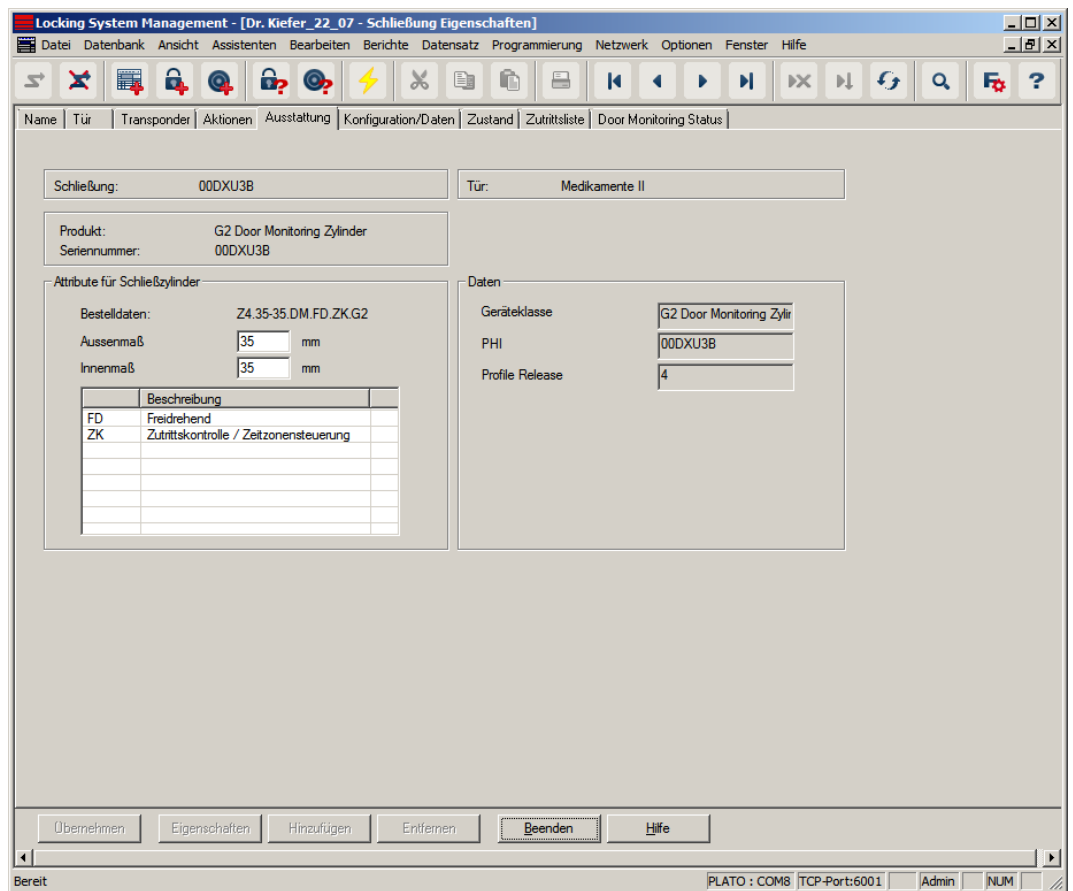 Locking System Management - [Dr. Kiefer_22_07 - Schließung Eigenschaften]
Datei Datenbank Ansicht Assistenten Bearbeiten Berichte Datensatz Programmierung Netzwerk Optionen Fenster Hilfe
Name Tür Transponder Aktionen Ausstattung Konfiguration/Daten Zustand Zutrittsliste Door Monitoring Status
Schließung: 00DXU3B Tür: Medikamente II
Produkt: G2 Door Monitoring Zylinder
Seriennummer: 00DXU3B
Attribute für Schließzylinder Daten
Bestelldaten: Z4.35-35.DM.FD.ZK.G2 Geräteklasse G2 Door Monitoring Zylir
Aussenmaß 35 mm PHI 00DXU3B
Innenmaß 35 mm Profile Release 4
Beschreibung
FD Freidrehend
ZK Zutrittskontrolle / Zeitzonensteuerung
Übernehmen Eigenschaften Hinzufügen Entfernen Beenden Hilfe
Bereit PLATO : COM8 TCP-Port:6001 Admin NUM